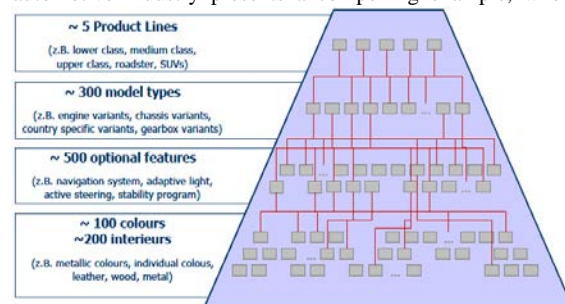 ~ 5 Product Lines
(z.B. lower class, medium class,
upper class, roadster, SUVs)
~ 300 model types
(z.B. engine variants, chassis variants,
country specific variants, gearbox variants)
~ 500 optional features
(z.B. navigation system, adaptive light,
active steering, stability program)
~ 100 colours
~200 interieurs
(z.B. metallic colours, individual colous,
leather, wood, metal)
...
...
...
...
...